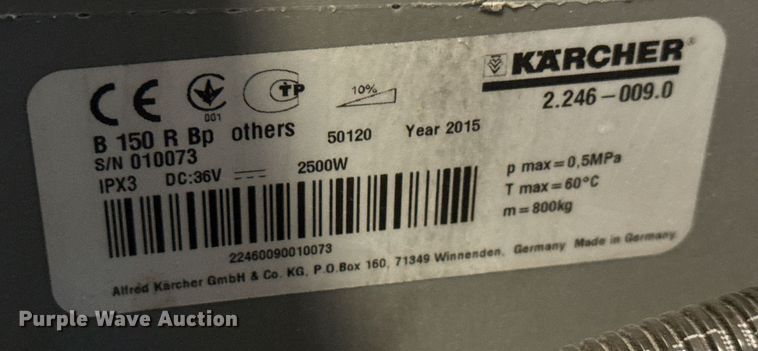 KÄRCHER®
2.246-009.0
CE
001
TP
10%
B 150 R Bp others 50120 Year 2015
S/N 010073
IPX3 DC:36V 2500W
p max=0,5MPa
T max=60°C
m=800kg
22460090010073
Alfred Kärcher GmbH & Co. KG, P.O.Box 160, 71349 Winnenden, Germany Made in Germany
Purple Wave Auction